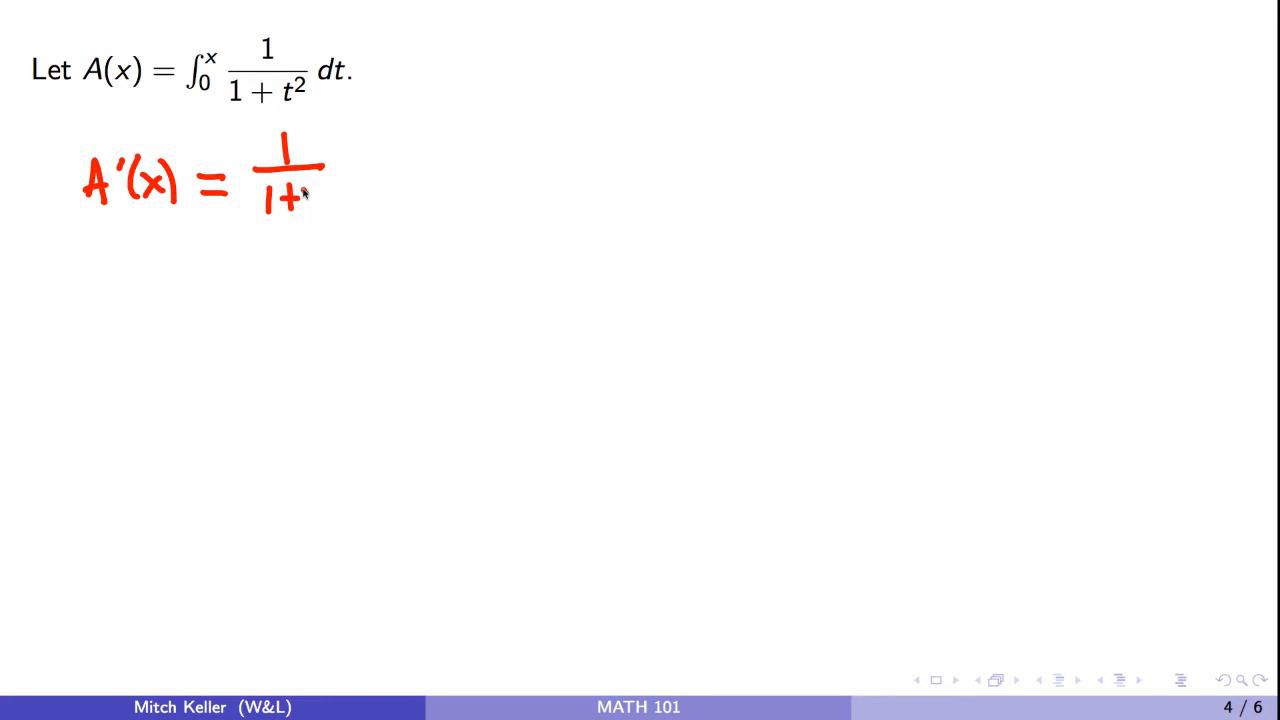 Let A(x) = ∫₀ˣ 1/(1 + t²) dt.
A'(x) = 1/(1+
Mitch Keller (W&L) MATH 101 4 / 6